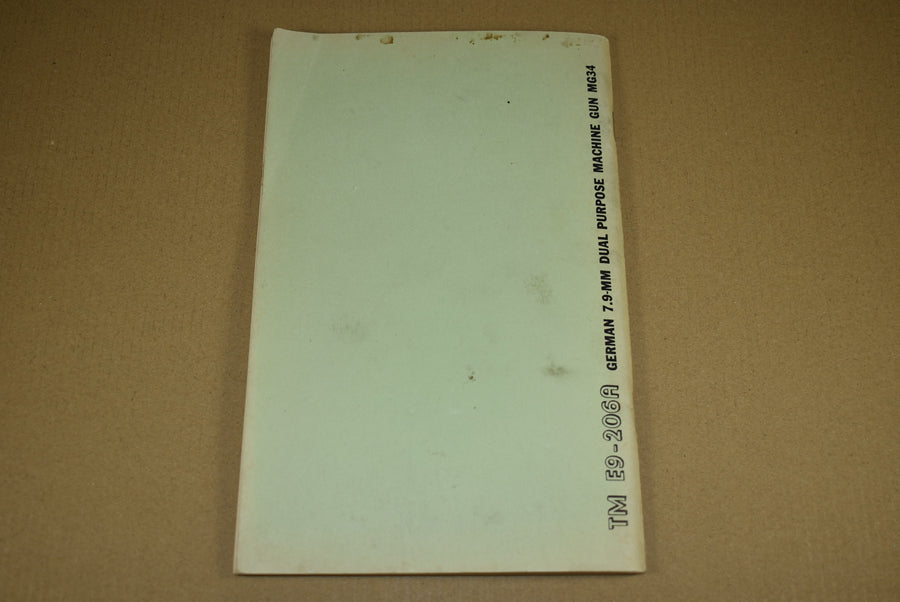 TM E9-206A GERMAN 7.9-MM DUAL PURPOSE MACHINE GUN MG34